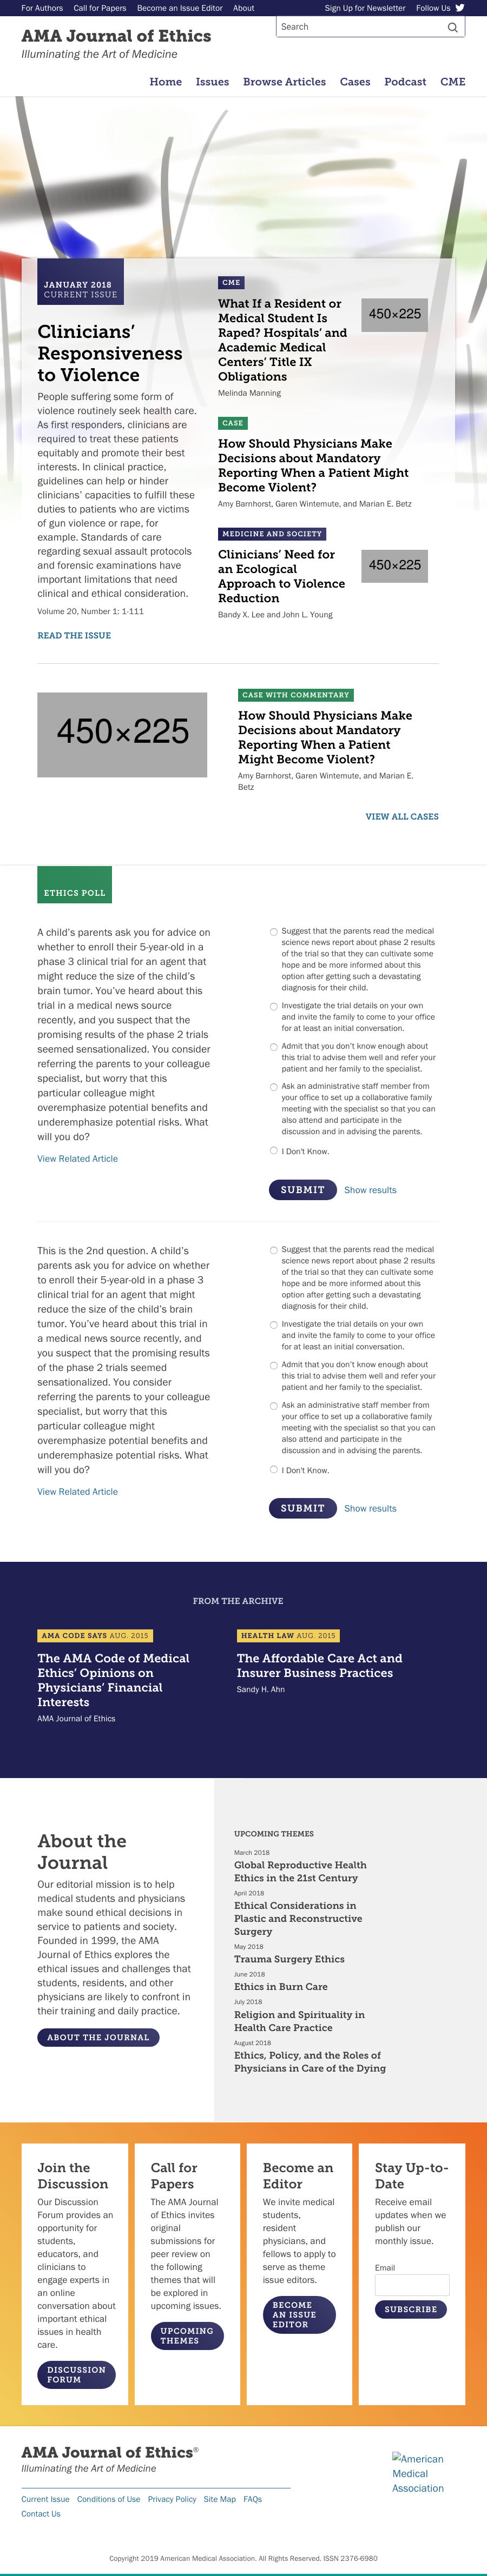 For Authors Call for Papers Become an Issue Editor About Sign Up for Newsletter Follow Us
AMA Journal of Ethics
Illuminating the Art of Medicine
Search
Home Issues Browse Articles Cases Podcast CME
JANUARY 2018
CURRENT ISSUE
Clinicians’
Responsiveness
to Violence
People suffering some form of
violence routinely seek health care.
As first responders, clinicians are
required to treat these patients
equitably and promote their best
interests. In clinical practice,
guidelines can help or hinder
clinicians’ capacities to fulfill these
duties to patients who are victims
of gun violence or rape, for
example. Standards of care
regarding sexual assault protocols
and forensic examinations have
important limitations that need
clinical and ethical consideration.
Volume 20, Number 1: 1-111
READ THE ISSUE
CME
What If a Resident or
Medical Student Is
Raped? Hospitals’ and
Academic Medical
Centers’ Title IX
Obligations
Melinda Manning
450×225
CASE
How Should Physicians Make
Decisions about Mandatory
Reporting When a Patient Might
Become Violent?
Amy Barnhorst, Garen Wintemute, and Marian E. Betz
MEDICINE AND SOCIETY
Clinicians’ Need for
an Ecological
Approach to Violence
Reduction
Bandy X. Lee and John L. Young
450×225
450×225
CASE WITH COMMENTARY
How Should Physicians Make
Decisions about Mandatory
Reporting When a Patient
Might Become Violent?
Amy Barnhorst, Garen Wintemute, and Marian E.
Betz
VIEW ALL CASES
ETHICS POLL
A child’s parents ask you for advice on
whether to enroll their 5-year-old in a
phase 3 clinical trial for an agent that
might reduce the size of the child’s
brain tumor. You’ve heard about this
trial in a medical news source
recently, and you suspect that the
promising results of the phase 2 trials
seemed sensationalized. You consider
referring the parents to your colleague
specialist, but worry that this
particular colleague might
overemphasize potential benefits and
underemphasize potential risks. What
will you do?
View Related Article
Suggest that the parents read the medical
science news report about phase 2 results
of the trial so that they can cultivate some
hope and be more informed about this
option after getting such a devastating
diagnosis for their child.
Investigate the trial details on your own
and invite the family to come to your office
for at least an initial conversation.
Admit that you don’t know enough about
this trial to advise them well and refer your
patient and her family to the specialist.
Ask an administrative staff member from
your office to set up a collaborative family
meeting with the specialist so that you can
also attend and participate in the
discussion and in advising the parents.
I Don't Know.
SUBMIT Show results
This is the 2nd question. A child’s
parents ask you for advice on whether
to enroll their 5-year-old in a phase 3
clinical trial for an agent that might
reduce the size of the child’s brain
tumor. You’ve heard about this trial in
a medical news source recently, and
you suspect that the promising results
of the phase 2 trials seemed
sensationalized. You consider
referring the parents to your colleague
specialist, but worry that this
particular colleague might
overemphasize potential benefits and
underemphasize potential risks. What
will you do?
View Related Article
Suggest that the parents read the medical
science news report about phase 2 results
of the trial so that they can cultivate some
hope and be more informed about this
option after getting such a devastating
diagnosis for their child.
Investigate the trial details on your own
and invite the family to come to your office
for at least an initial conversation.
Admit that you don’t know enough about
this trial to advise them well and refer your
patient and her family to the specialist.
Ask an administrative staff member from
your office to set up a collaborative family
meeting with the specialist so that you can
also attend and participate in the
discussion and in advising the parents.
I Don't Know.
SUBMIT Show results
FROM THE ARCHIVE
AMA CODE SAYS AUG. 2015
The AMA Code of Medical
Ethics’ Opinions on
Physicians’ Financial
Interests
AMA Journal of Ethics
HEALTH LAW AUG. 2015
The Affordable Care Act and
Insurer Business Practices
Sandy H. Ahn
About the
Journal
Our editorial mission is to help
medical students and physicians
make sound ethical decisions in
service to patients and society.
Founded in 1999, the AMA
Journal of Ethics explores the
ethical issues and challenges that
students, residents, and other
physicians are likely to confront in
their training and daily practice.
ABOUT THE JOURNAL
UPCOMING THEMES
March 2018
Global Reproductive Health
Ethics in the 21st Century
April 2018
Ethical Considerations in
Plastic and Reconstructive
Surgery
May 2018
Trauma Surgery Ethics
June 2018
Ethics in Burn Care
July 2018
Religion and Spirituality in
Health Care Practice
August 2018
Ethics, Policy, and the Roles of
Physicians in Care of the Dying
Join the
Discussion
Our Discussion
Forum provides an
opportunity for
students,
educators, and
clinicians to
engage experts in
an online
conversation about
important ethical
issues in health
care.
DISCUSSION
FORUM
Call for
Papers
The AMA Journal
of Ethics invites
original
submissions for
peer review on
the following
themes that will
be explored in
upcoming issues.
UPCOMING
THEMES
Become an
Editor
We invite medical
students,
resident
physicians, and
fellows to apply to
serve as theme
issue editors.
BECOME
AN ISSUE
EDITOR
Stay Up-to-
Date
Receive email
updates when we
publish our
monthly issue.
Email
SUBSCRIBE
AMA Journal of Ethics®
Illuminating the Art of Medicine
American
Medical
Association
Current Issue Conditions of Use Privacy Policy Site Map FAQs
Contact Us
Copyright 2019 American Medical Association. All Rights Reserved. ISSN 2376-6980